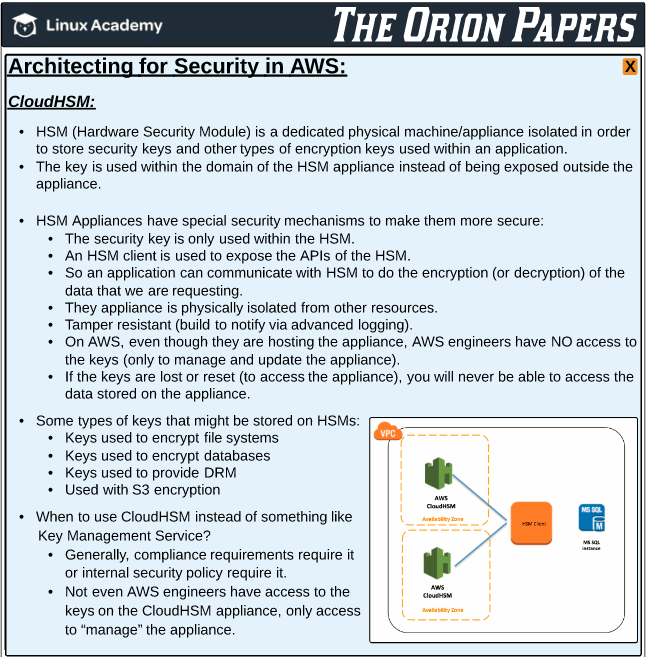 Linux Academy
THE ORION PAPERS
Architecting for Security in AWS:
X
CloudHSM:
• HSM (Hardware Security Module) is a dedicated physical machine/appliance isolated in order
to store security keys and other types of encryption keys used within an application.
• The key is used within the domain of the HSM appliance instead of being exposed outside the
appliance.
• HSM Appliances have special security mechanisms to make them more secure:
• The security key is only used within the HSM.
• An HSM client is used to expose the APIs of the HSM.
• So an application can communicate with HSM to do the encryption (or decryption) of the
data that we are requesting.
• They appliance is physically isolated from other resources.
• Tamper resistant (build to notify via advanced logging).
• On AWS, even though they are hosting the appliance, AWS engineers have NO access to
the keys (only to manage and update the appliance).
• If the keys are lost or reset (to access the appliance), you will never be able to access the
data stored on the appliance.
• Some types of keys that might be stored on HSMs:
• Keys used to encrypt file systems
• Keys used to encrypt databases
• Keys used to provide DRM
• Used with S3 encryption
• When to use CloudHSM instead of something like
Key Management Service?
• Generally, compliance requirements require it
or internal security policy require it.
• Not even AWS engineers have access to the
keys on the CloudHSM appliance, only access
to “manage” the appliance.
VPC
AWS
CloudHSM
Availability Zone
AWS
CloudHSM
Availability Zone
HSM Client
MS SQL
M
MS SQL
instance